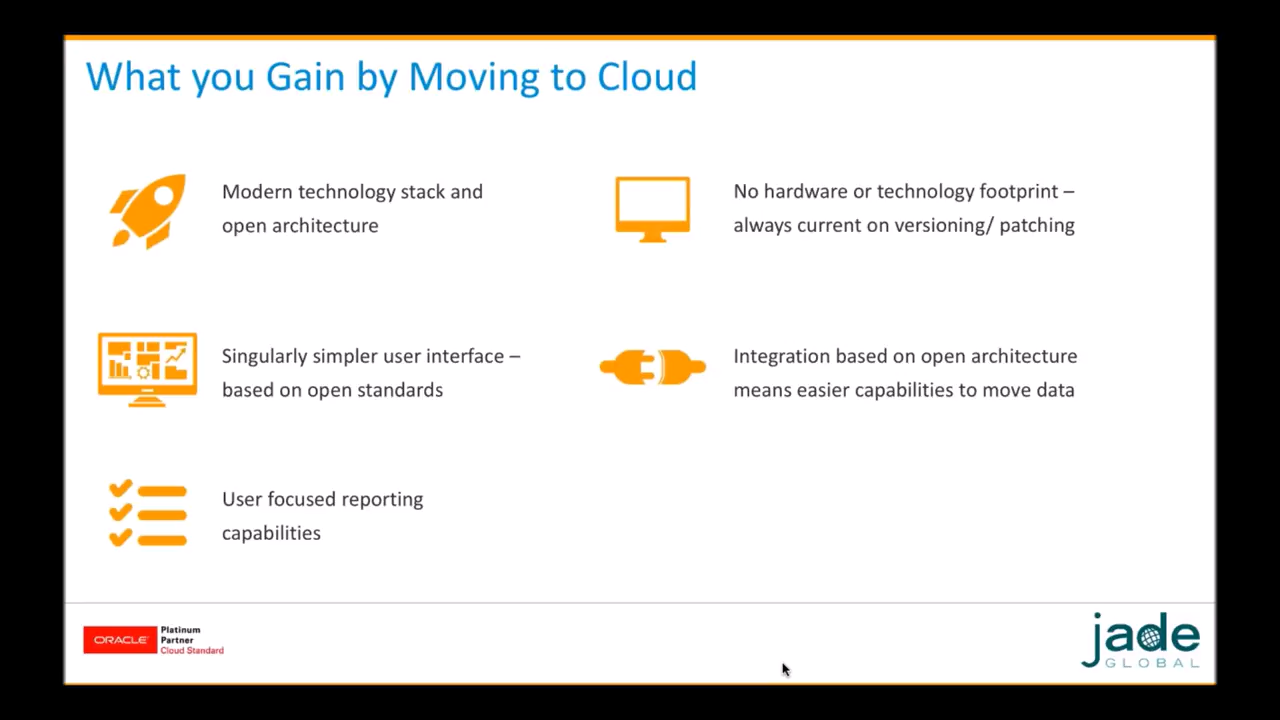 What you Gain by Moving to Cloud
Modern technology stack and
open architecture
No hardware or technology footprint –
always current on versioning/ patching
Singularly simpler user interface –
based on open standards
Integration based on open architecture
means easier capabilities to move data
User focused reporting
capabilities
ORACLE
Platinum
Partner
Cloud Standard
jade
GLOBAL